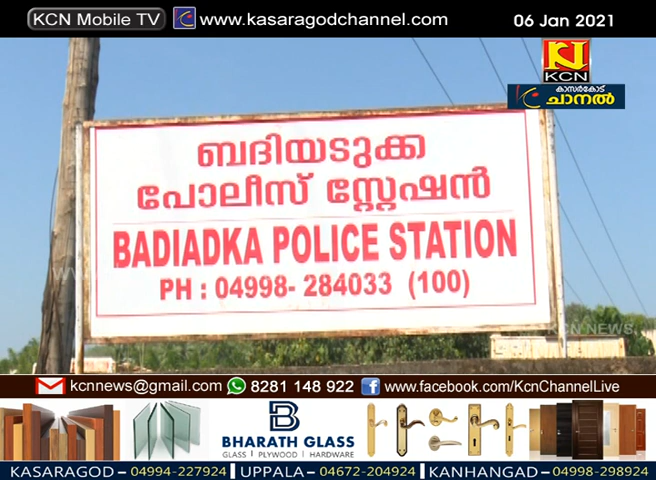 KCN Mobile TV www.kasaragodchannel.com 06 Jan 2021
KCN
കാസർകോട്
ചാനൽ
ബദിയടുക്ക
പോലീസ് സ്റ്റേഷൻ
BADIADKA POLICE STATION
PH : 04998- 284033 (100)
KCN NEWS
kcnnews@gmail.com 8281 148 922 www.facebook.com/KcnChannelLive
BHARATH GLASS
GLASS | PLYWOOD | HARDWARE
KASARAGOD – 04994-227924 | UPPALA – 04672-204924 | KANHANGAD – 04998-298924